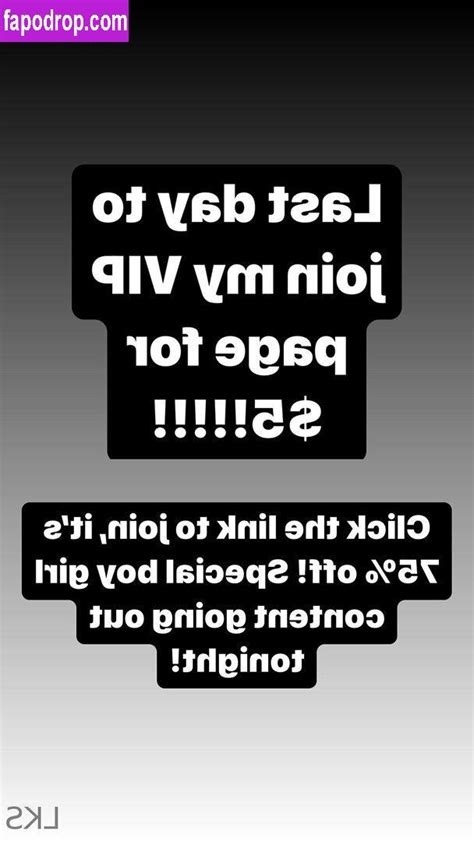 fapodrop.com
Last day to
join my VIP
page for
$5!!!!!
Click the link to join, it's
75% off! Special boy girl
content going out
tonight!
LKS